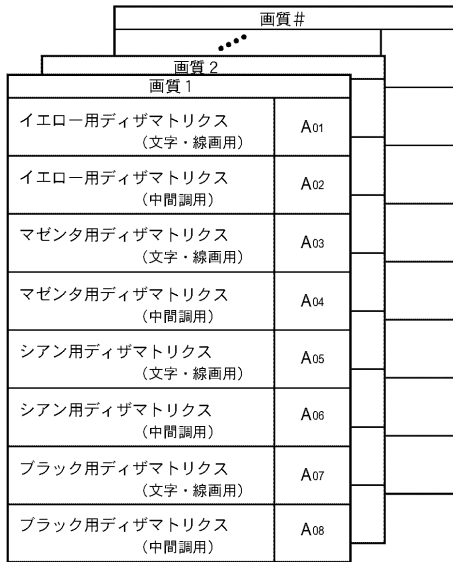 画質＃
画質２
画質１
イエロー用ディザマトリクス
（文字・線画用）
A01
イエロー用ディザマトリクス
（中間調用）
A02
マゼンタ用ディザマトリクス
（文字・線画用）
A03
マゼンタ用ディザマトリクス
（中間調用）
A04
シアン用ディザマトリクス
（文字・線画用）
A05
シアン用ディザマトリクス
（中間調用）
A06
ブラック用ディザマトリクス
（文字・線画用）
A07
ブラック用ディザマトリクス
（中間調用）
A08